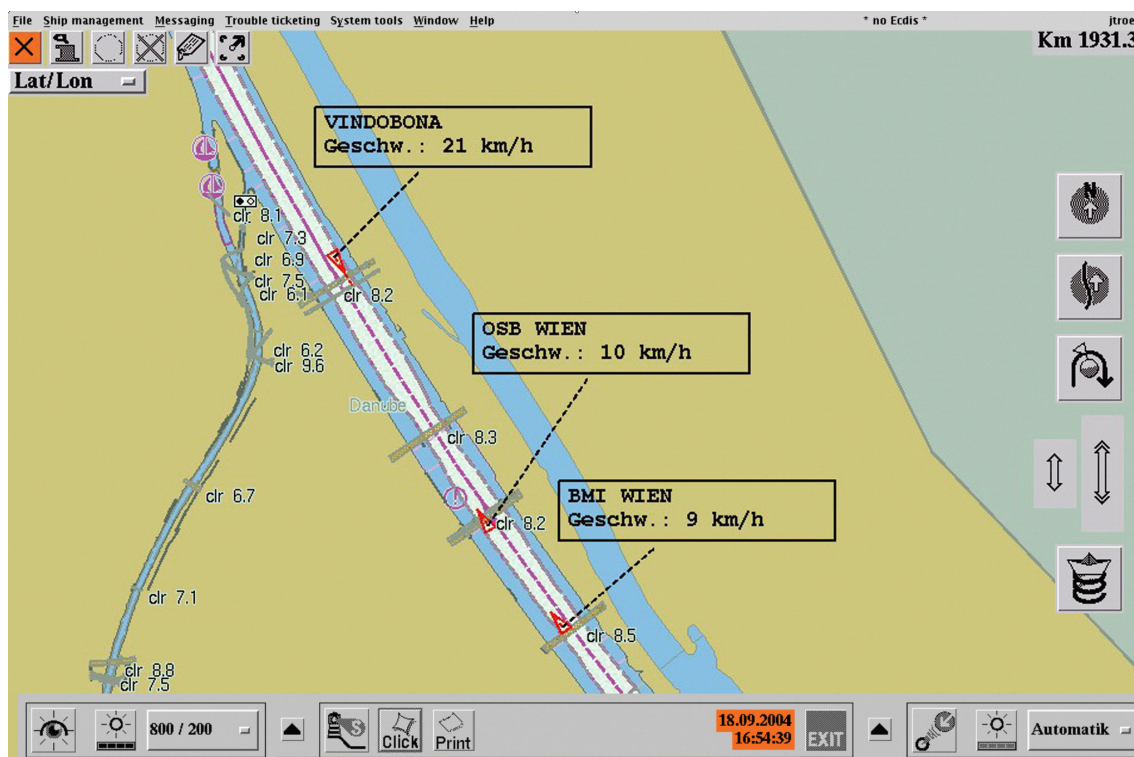 File Ship management Messaging Trouble ticketing System tools Window Help * no Ecdis * jtroe
Km 1931.3
Lat/Lon
VINDOBONA
Geschw.: 21 km/h
N
clr 8.1
clr 7.3
clr 6.9
clr 7.5
clr 6.1
clr 8.2
OSB WIEN
Geschw.: 10 km/h
clr 6.2
clr 9.6
Danube
clr 8.3
BMI WIEN
Geschw.: 9 km/h
clr 6.7
clr 8.2
clr 7.1
clr 8.5
clr 8.8
clr 7.5
800 / 200
S
Click
Print
18.09.2004
16:54:39
EXIT
Automatik